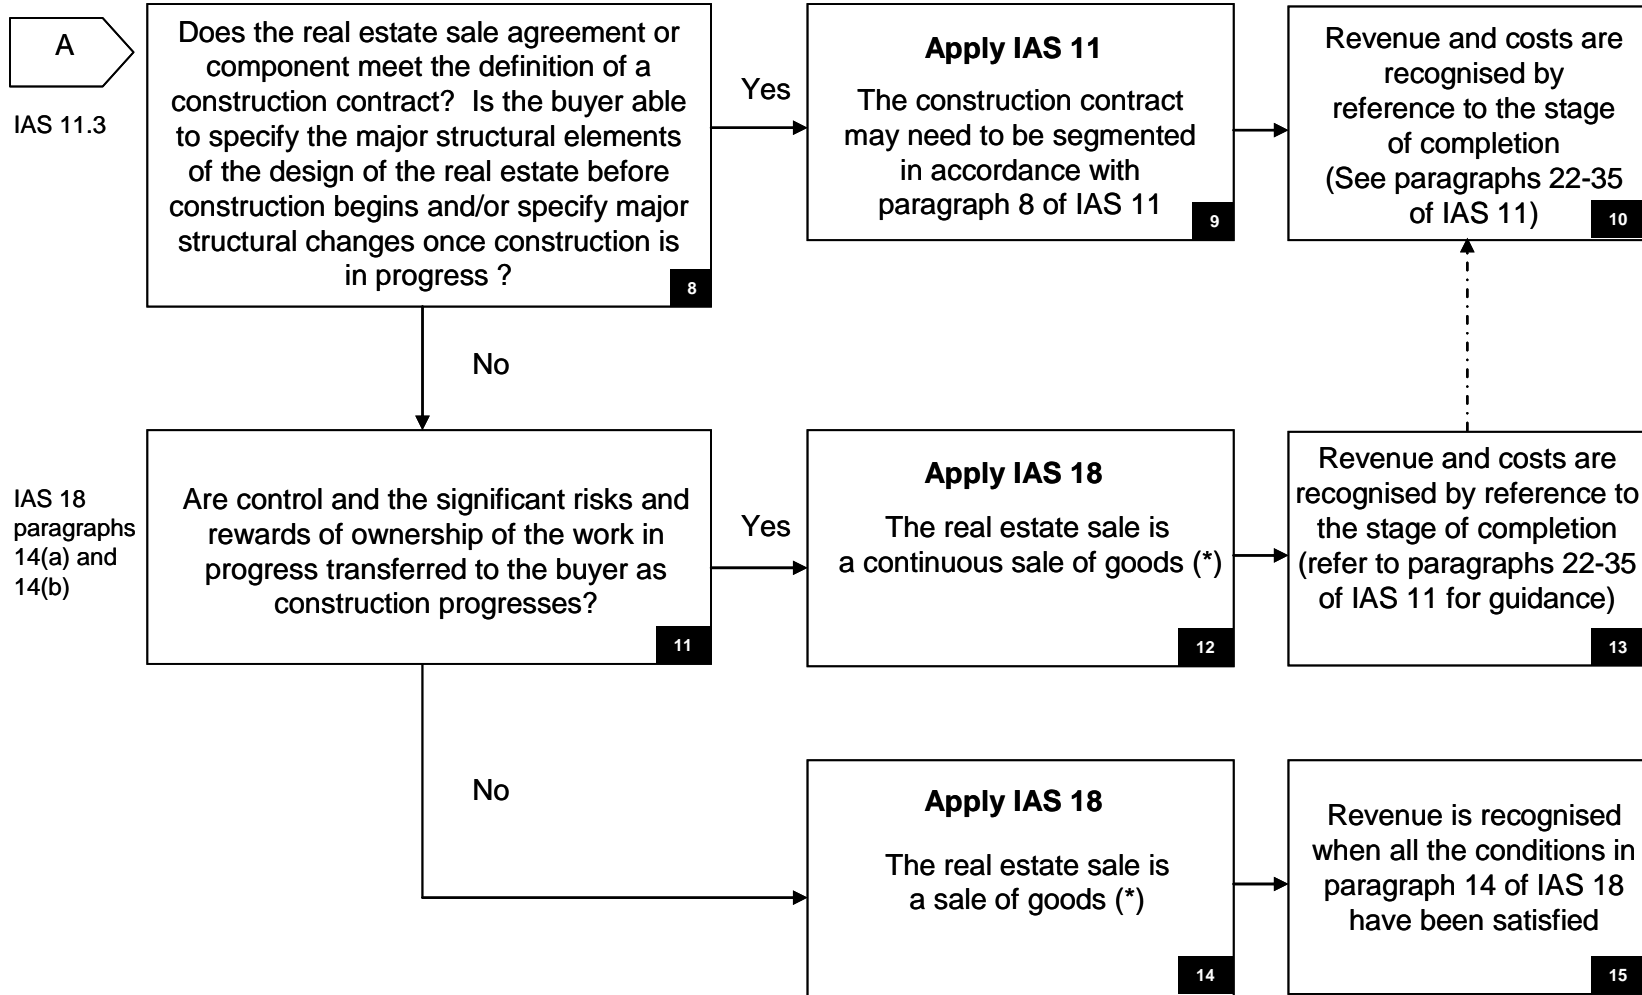 A
IAS 11.3
Does the real estate sale agreement or
component meet the definition of a
construction contract? Is the buyer able
to specify the major structural elements
of the design of the real estate before
construction begins and/or specify major
structural changes once construction is
in progress ?
8
Yes
Apply IAS 11
The construction contract
may need to be segmented
in accordance with
paragraph 8 of IAS 11
9
Revenue and costs are
recognised by
reference to the stage
of completion
(See paragraphs 22-35
of IAS 11)
10
No
IAS 18
paragraphs
14(a) and
14(b)
Are control and the significant risks and
rewards of ownership of the work in
progress transferred to the buyer as
construction progresses?
11
Yes
Apply IAS 18
The real estate sale is
a continuous sale of goods (*)
12
Revenue and costs are
recognised by reference to
the stage of completion
(refer to paragraphs 22-35
of IAS 11 for guidance)
13
No
Apply IAS 18
The real estate sale is
a sale of goods (*)
14
Revenue is recognised
when all the conditions in
paragraph 14 of IAS 18
have been satisfied
15